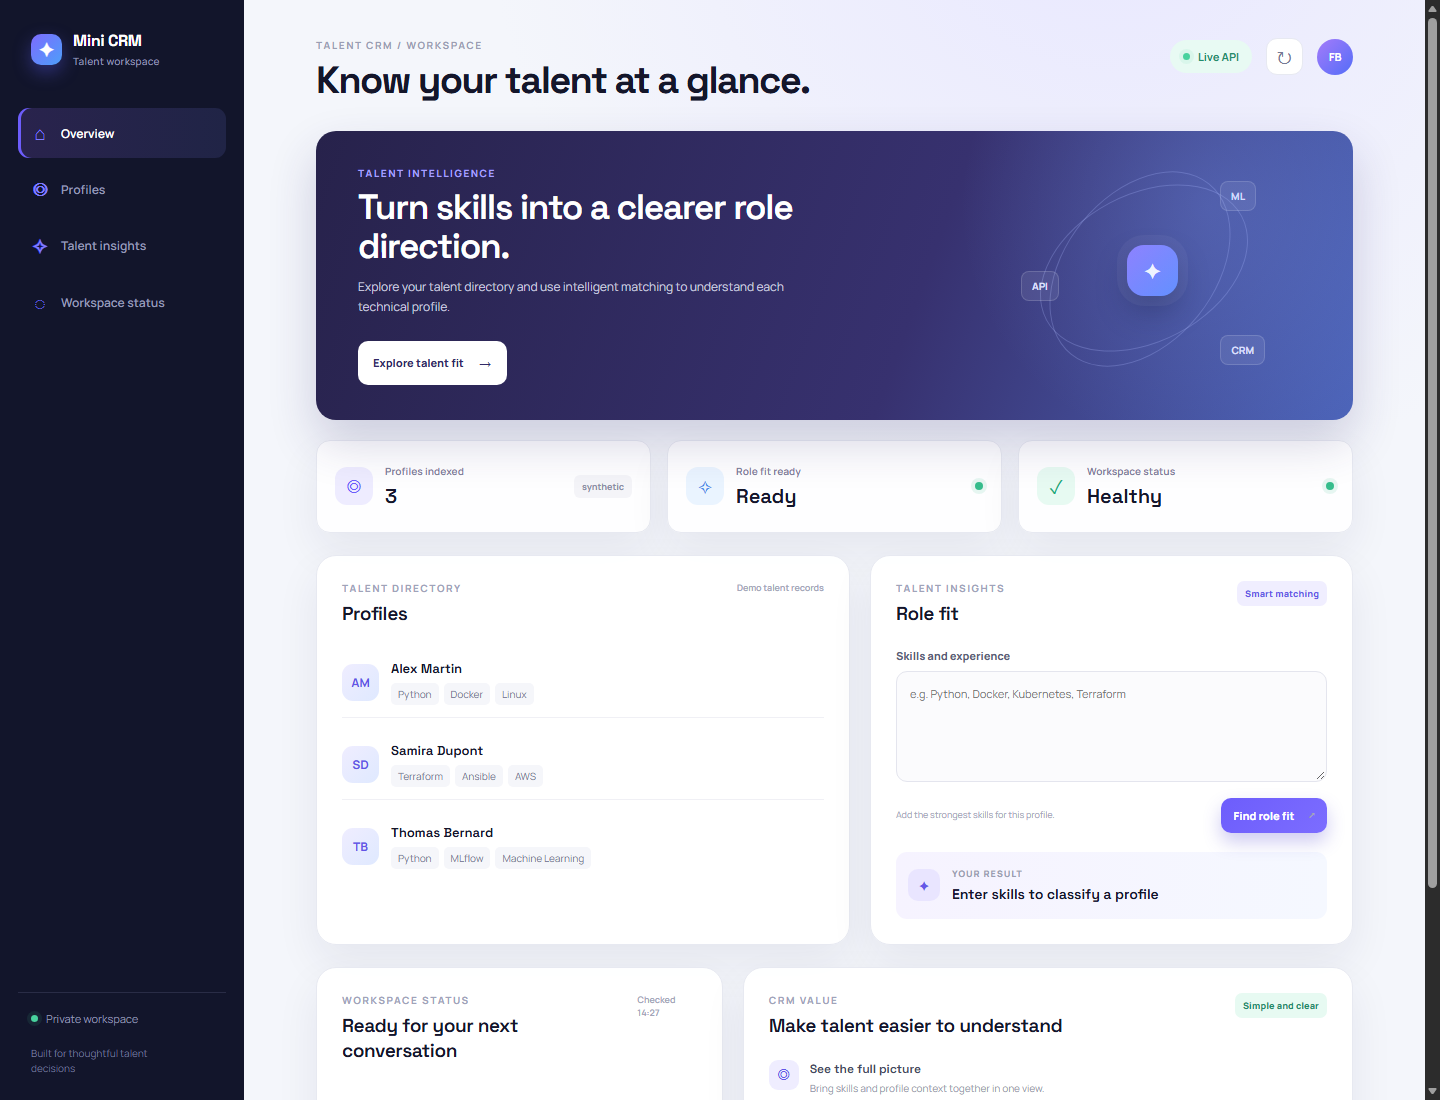 Mini CRM
Talent workspace
Overview
Profiles
Talent insights
Workspace status
Private workspace
Built for thoughtful talent
decisions
TALENT CRM / WORKSPACE
Know your talent at a glance.
Live API
FB
TALENT INTELLIGENCE
Turn skills into a clearer role
direction.
Explore your talent directory and use intelligent matching to understand each
technical profile.
Explore talent fit →
ML
API
CRM
Profiles indexed
3
synthetic
Role fit ready
Ready
Workspace status
Healthy
TALENT DIRECTORY
Profiles
Demo talent records
AM
Alex Martin
Python Docker Linux
SD
Samira Dupont
Terraform Ansible AWS
TB
Thomas Bernard
Python MLflow Machine Learning
TALENT INSIGHTS
Role fit
Smart matching
Skills and experience
e.g. Python, Docker, Kubernetes, Terraform
Add the strongest skills for this profile.
Find role fit
YOUR RESULT
Enter skills to classify a profile
WORKSPACE STATUS
Ready for your next
conversation
Checked
14:27
CRM VALUE
Make talent easier to understand
Simple and clear
See the full picture
Bring skills and profile context together in one view.